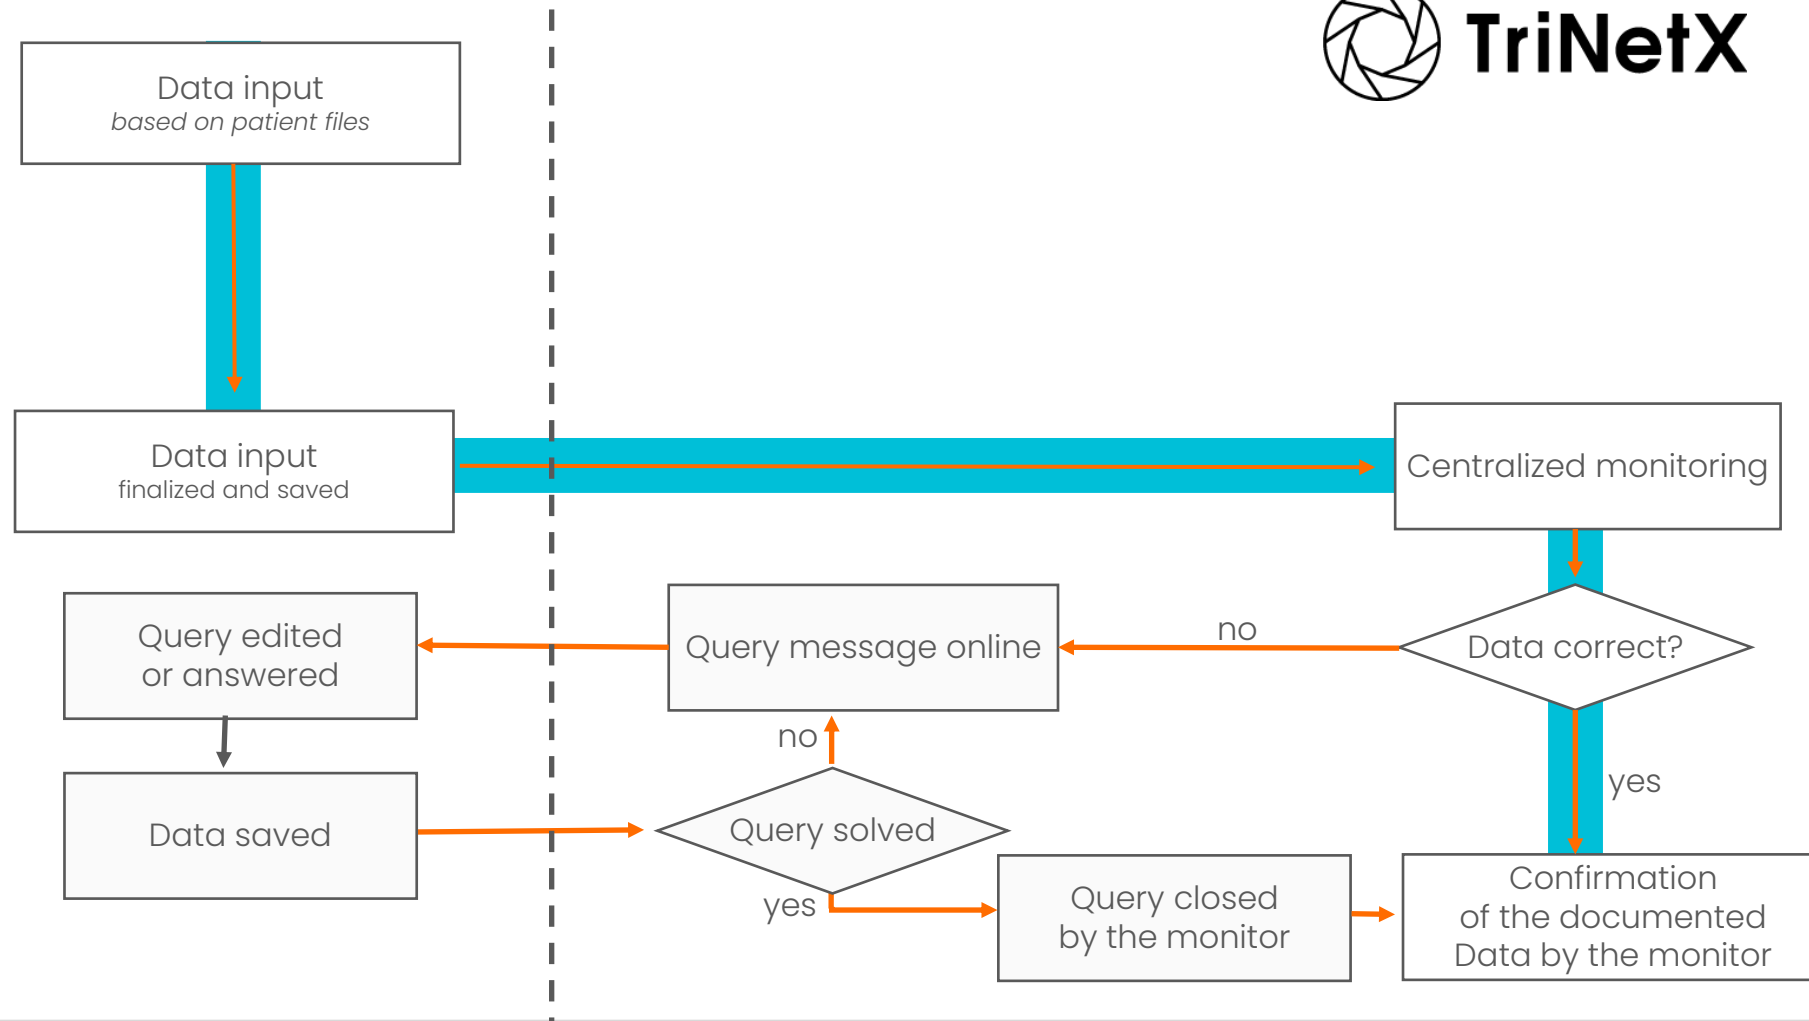 TriNetX
Data input
based on patient files
Data input
finalized and saved
Centralized monitoring
Query edited
or answered
Query message online
no
Data correct?
no
yes
Data saved
Query solved
yes
Query closed
by the monitor
Confirmation
of the documented
Data by the monitor